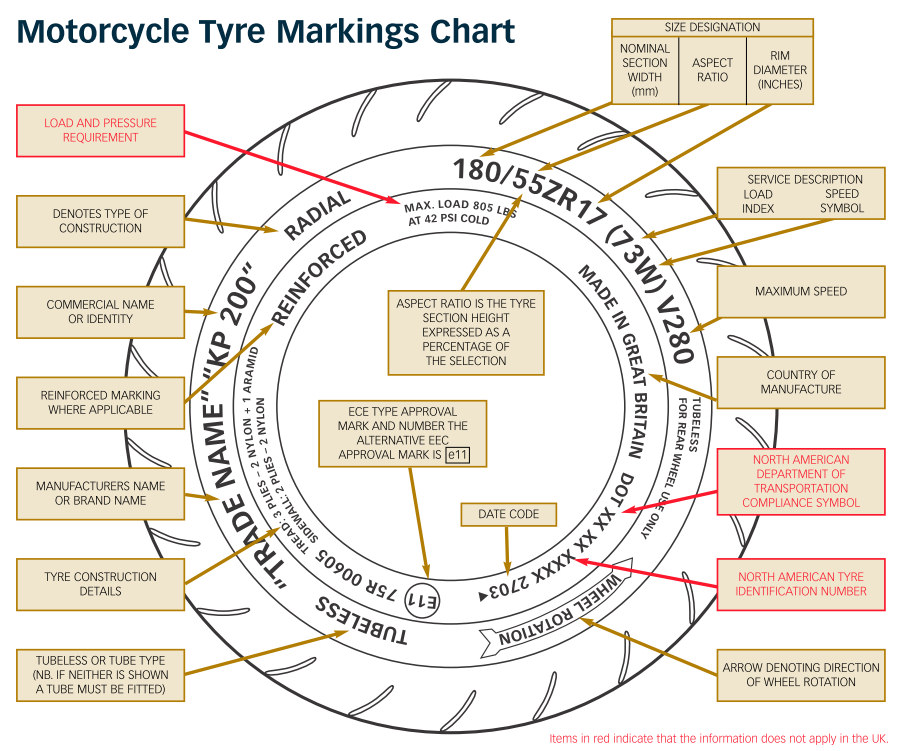 Motorcycle Tyre Markings Chart
SIZE DESIGNATION
NOMINAL
SECTION
WIDTH
(mm)
ASPECT
RATIO
RIM
DIAMETER
(INCHES)
LOAD AND PRESSURE
REQUIREMENT
DENOTES TYPE OF
CONSTRUCTION
COMMERCIAL NAME
OR IDENTITY
REINFORCED MARKING
WHERE APPLICABLE
MANUFACTURERS NAME
OR BRAND NAME
TYRE CONSTRUCTION
DETAILS
TUBELESS OR TUBE TYPE
(NB. IF NEITHER IS SHOWN
A TUBE MUST BE FITTED)
180/55ZR17 (73W) V280
RADIAL
MAX. LOAD 805 LBS
AT 42 PSI COLD
REINFORCED
"TRADE NAME" "KP 200"
TREAD: 3 PLIES – 2 NYLON + 1 ARAMID
SIDEWALL: 2 PLIES – 2 NYLON
MADE IN GREAT BRITAIN DOT XX XX XXXX 2703◄
TUBELESS
FOR REAR WHEEL USE ONLY
WHEEL ROTATION
E11 75R 00605
TUBELESS
ASPECT RATIO IS THE TYRE
SECTION HEIGHT
EXPRESSED AS A
PERCENTAGE OF
THE SELECTION
ECE TYPE APPROVAL
MARK AND NUMBER THE
ALTERNATIVE EEC
APPROVAL MARK IS e11
DATE CODE
SERVICE DESCRIPTION
LOAD
INDEX
SPEED
SYMBOL
MAXIMUM SPEED
COUNTRY OF
MANUFACTURE
NORTH AMERICAN
DEPARTMENT OF
TRANSPORTATION
COMPLIANCE SYMBOL
NORTH AMERICAN TYRE
IDENTIFICATION NUMBER
ARROW DENOTING DIRECTION
OF WHEEL ROTATION
Items in red indicate that the information does not apply in the UK.